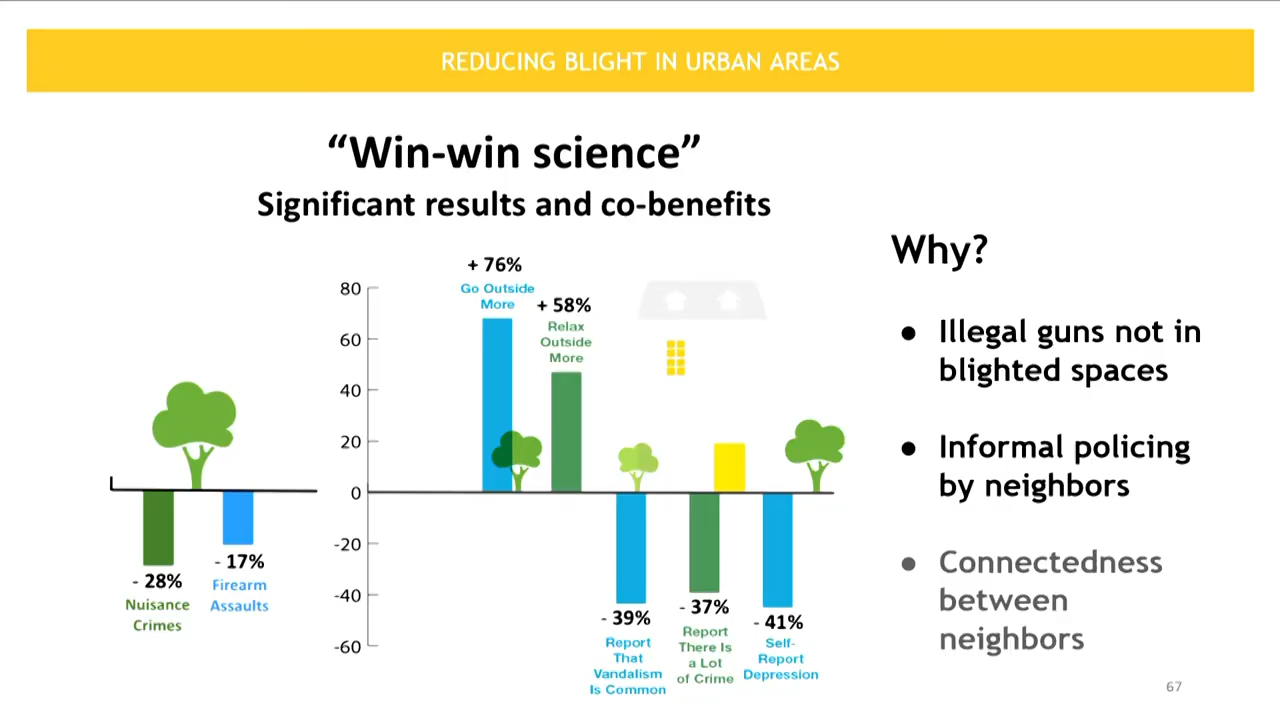 REDUCING BLIGHT IN URBAN AREAS
“Win-win science”
Significant results and co-benefits
+ 76%
Go Outside
More
+ 58%
Relax
Outside
More
80
60
40
20
0
-20
-40
-60
- 28%
Nuisance
Crimes
- 17%
Firearm
Assaults
- 39%
Report
That
Vandalism
Is Common
- 37%
Report
There Is
a Lot
of Crime
- 41%
Self-
Report
Depression
Why?
● Illegal guns not in
blighted spaces
● Informal policing
by neighbors
● Connectedness
between
neighbors
67